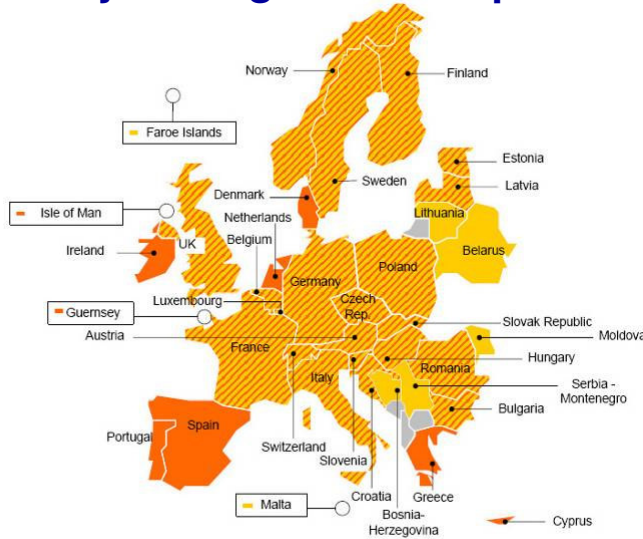 Norway
Finland
Faroe Islands
Estonia
Sweden
Latvia
Denmark
Lithuania
Isle of Man
Netherlands
UK
Belgium
Belarus
Ireland
Poland
Germany
Luxembourg
Czech
Rep.
Guernsey
Slovak Republic
Austria
Moldova
France
Hungary
Romania
Italy
Serbia -
Montenegro
Bulgaria
Spain
Portugal
Switzerland
Slovenia
Croatia
Greece
Malta
Bosnia-
Herzegovina
Cyprus